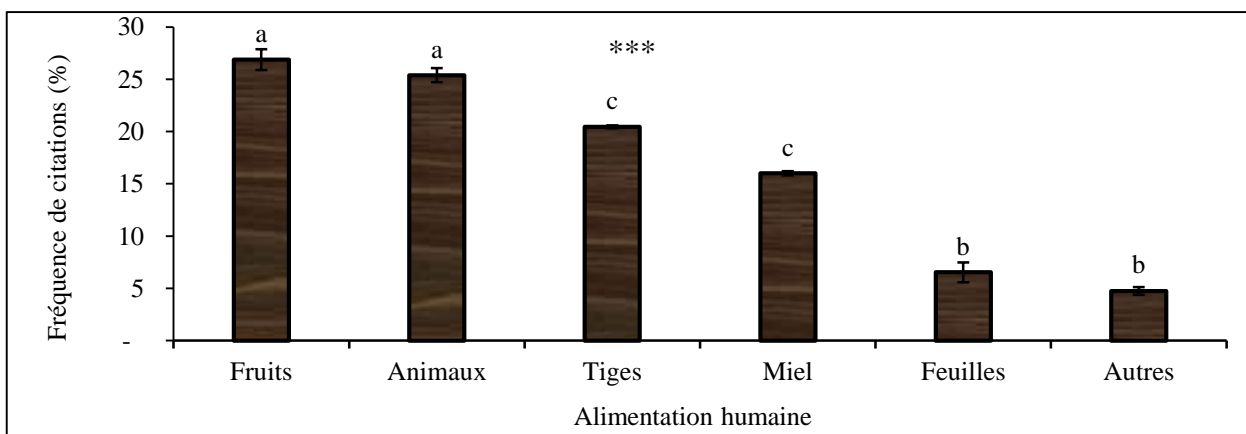 30
25
20
15
10
5
-
Fréquence de citations (%)
a
a
***
c
c
b
b
Fruits Animaux Tiges Miel Feuilles Autres
Alimentation humaine